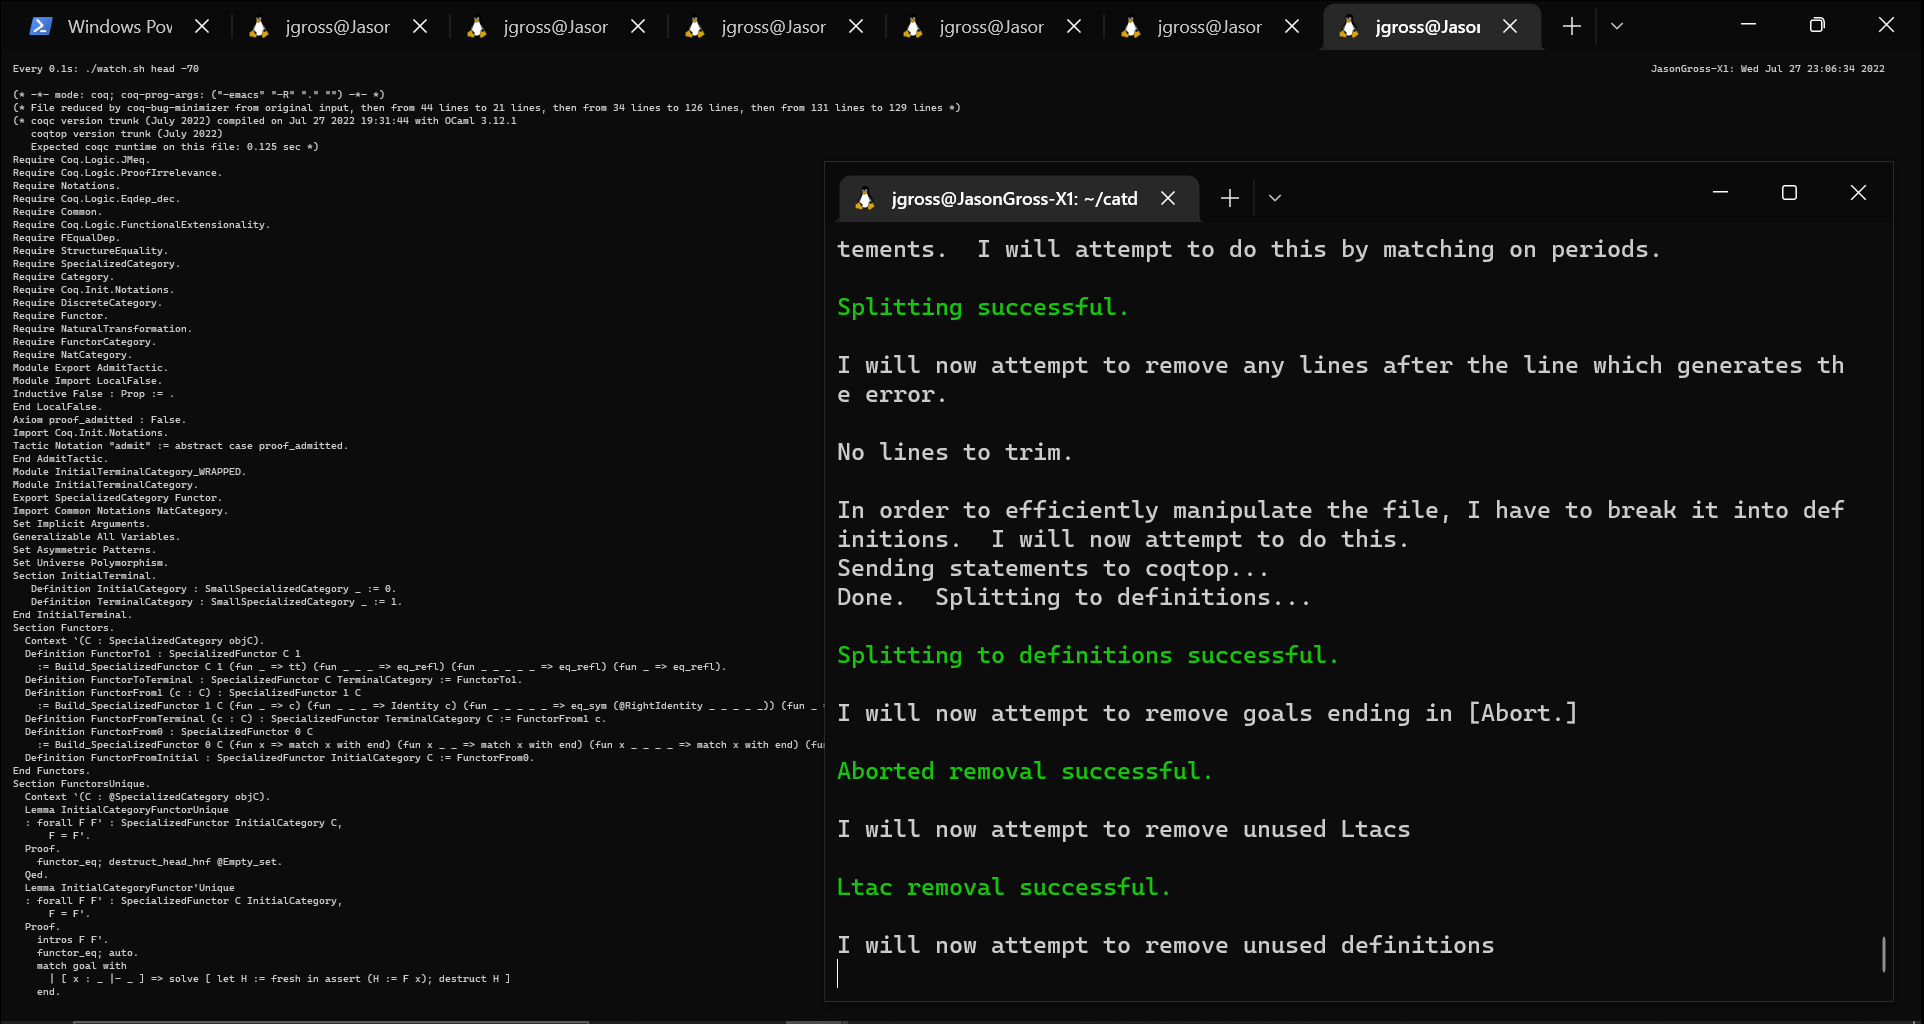 Windows Pov
jgross@Jasor
jgross@Jasor
jgross@Jasor
jgross@Jasor
jgross@Jasor
jgross@Jasor
Every 0.1s: ./watch.sh head -70
JasonGross-X1: Wed Jul 27 23:06:34 2022
(* -*- mode: coq; coq-prog-args: ("-emacs" "-R" "." "") -*- *)
(* File reduced by coq-bug-minimizer from original input, then from 44 lines to 21 lines, then from 34 lines to 126 lines, then from 131 lines to 129 lines *)
(* coqc version trunk (July 2022) compiled on Jul 27 2022 19:31:44 with OCaml 3.12.1
coqtop version trunk (July 2022)
Expected coqc runtime on this file: 0.125 sec *)
Require Coq.Logic.JMeq.
Require Coq.Logic.ProofIrrelevance.
Require Notations.
Require Coq.Logic.Eqdep_dec.
Require Common.
Require Coq.Logic.FunctionalExtensionality.
Require FEqualDep.
Require StructureEquality.
Require SpecializedCategory.
Require Category.
Require Coq.Init.Notations.
Require DiscreteCategory.
Require Functor.
Require NaturalTransformation.
Require FunctorCategory.
Require NatCategory.
Module Export AdmitTactic.
Module Import LocalFalse.
Inductive False : Prop := .
End LocalFalse.
Axiom proof_admitted : False.
Import Coq.Init.Notations.
Tactic Notation "admit" := abstract case proof_admitted.
End AdmitTactic.
Module InitialTerminalCategory_WRAPPED.
Module InitialTerminalCategory.
Export SpecializedCategory Functor.
Import Common Notations NatCategory.
Set Implicit Arguments.
Generalizable All Variables.
Set Asymmetric Patterns.
Set Universe Polymorphism.
Section InitialTerminal.
Definition InitialCategory : SmallSpecializedCategory _ := 0.
Definition TerminalCategory : SmallSpecializedCategory _ := 1.
End InitialTerminal.
Section Functors.
Context `(C : SpecializedCategory objC).
Definition FunctorTo1 : SpecializedFunctor C 1
:= Build_SpecializedFunctor C 1 (fun _ => tt) (fun _ _ _ => eq_refl) (fun _ _ _ _ _ => eq_refl) (fun _ => eq_refl).
Definition FunctorToTerminal : SpecializedFunctor C TerminalCategory := FunctorTo1.
Definition FunctorFrom1 (c : C) : SpecializedFunctor 1 C
:= Build_SpecializedFunctor 1 C (fun _ => c) (fun _ _ _ => Identity c) (fun _ _ _ _ _ => eq_sym (@RightIdentity _ _ _ _ _)) (fun _ =
Definition FunctorFromTerminal (c : C) : SpecializedFunctor TerminalCategory C := FunctorFrom1 c.
Definition FunctorFrom0 : SpecializedFunctor 0 C
:= Build_SpecializedFunctor 0 C (fun x => match x with end) (fun x _ _ => match x with end) (fun x _ _ _ _ => match x with end) (fu
Definition FunctorFromInitial : SpecializedFunctor InitialCategory C := FunctorFrom0.
End Functors.
Section FunctorsUnique.
Context `(C : @SpecializedCategory objC).
Lemma InitialCategoryFunctorUnique
: forall F F' : SpecializedFunctor InitialCategory C,
F = F'.
Proof.
functor_eq; destruct_head_hnf @Empty_set.
Qed.
Lemma InitialCategoryFunctor'Unique
: forall F F' : SpecializedFunctor C InitialCategory,
F = F'.
Proof.
intros F F'.
functor_eq; auto.
match goal with
| [ x : _ |- _ ] => solve [ let H := fresh in assert (H := F x); destruct H ]
end.
jgross@JasonGross-X1: ~/catd
tements.  I will attempt to do this by matching on periods.
Splitting successful.
I will now attempt to remove any lines after the line which generates th
e error.
No lines to trim.
In order to efficiently manipulate the file, I have to break it into def
initions.  I will now attempt to do this.
Sending statements to coqtop...
Done.  Splitting to definitions...
Splitting to definitions successful.
I will now attempt to remove goals ending in [Abort.]
Aborted removal successful.
I will now attempt to remove unused Ltacs
Ltac removal successful.
I will now attempt to remove unused definitions